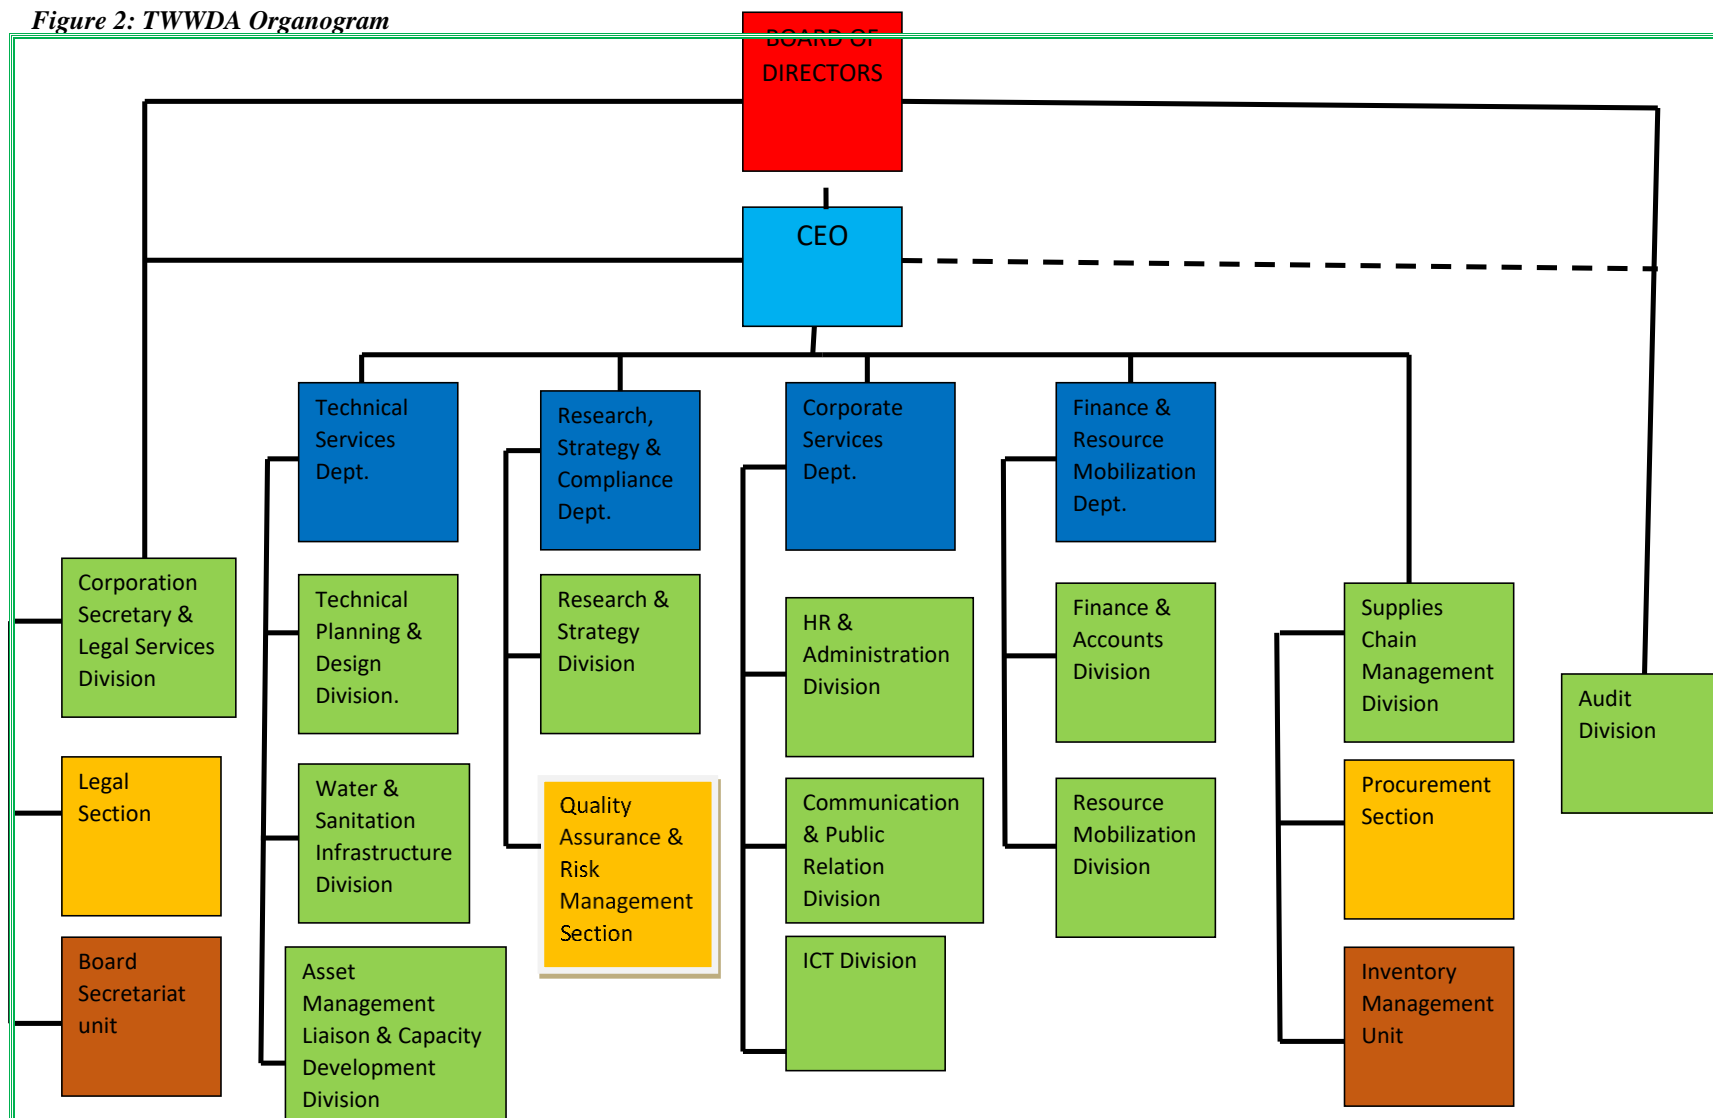 Figure 2: TWWDA Organogram
BOARD OF
DIRECTORS
CEO
Technical
Services
Dept.
Research,
Strategy &
Compliance
Dept.
Corporate
Services
Dept.
Finance &
Resource
Mobilization
Dept.
Corporation
Secretary &
Legal Services
Division
Technical
Planning &
Design
Division.
Research &
Strategy
Division
HR &
Administration
Division
Finance &
Accounts
Division
Supplies
Chain
Management
Division
Audit
Division
Legal
Section
Water &
Sanitation
Infrastructure
Division
Quality
Assurance &
Risk
Management
Section
Communication
& Public
Relation
Division
Resource
Mobilization
Division
Procurement
Section
Board
Secretariat
unit
Asset
Management
Liaison & Capacity
Development
Division
ICT Division
Inventory
Management
Unit